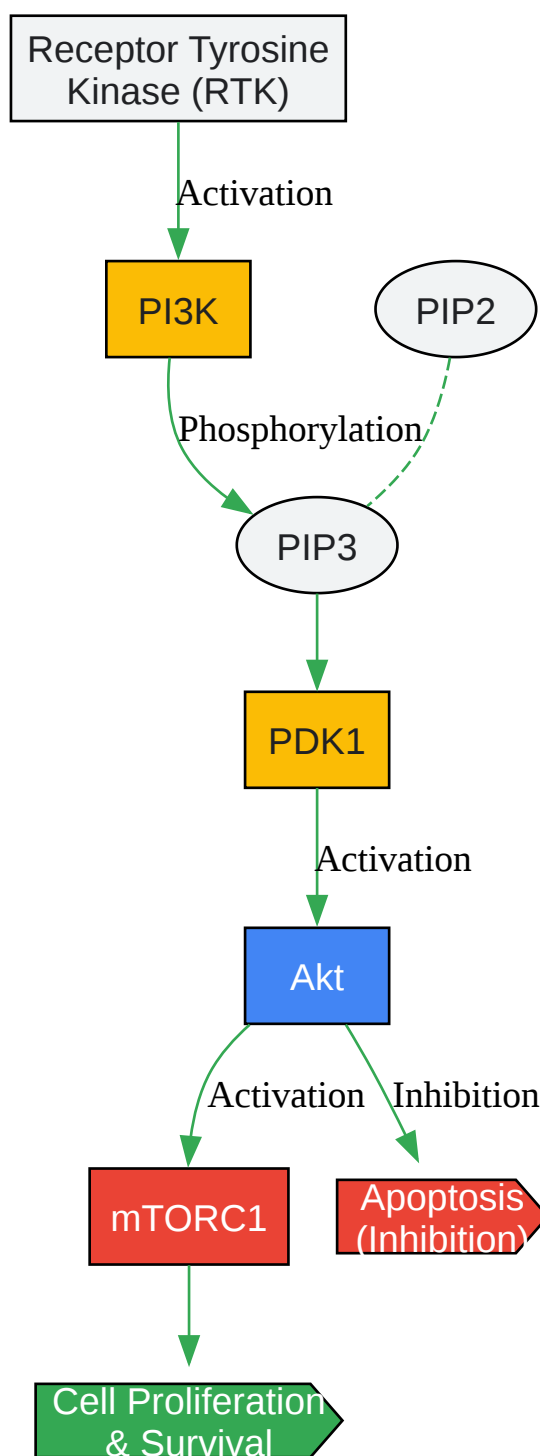 Receptor Tyrosine
Kinase (RTK)
Activation
PI3K
PIP2
Phosphorylation
PIP3
PDK1
Activation
Akt
Activation
Inhibition
mTORC1
Apoptosis
(Inhibition)
Cell Proliferation
& Survival